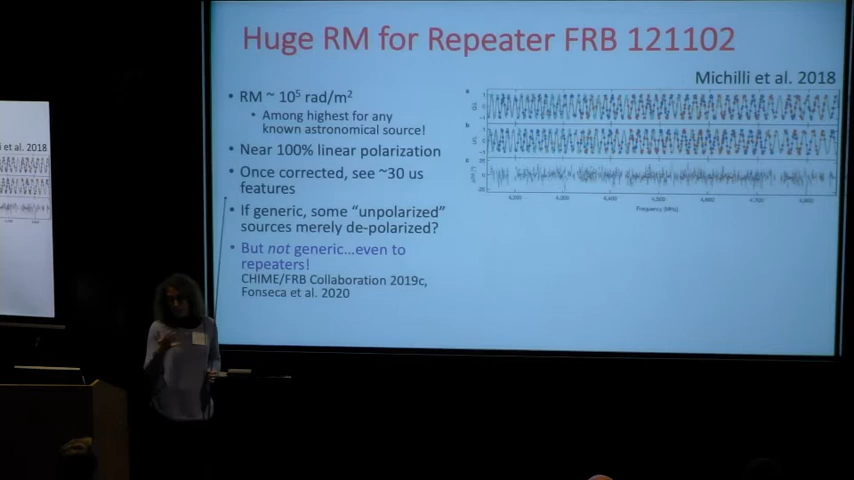 Huge RM for Repeater FRB 121102
Michilli et al. 2018
• RM ~ 10⁵ rad/m²
• Among highest for any
known astronomical source!
• Near 100% linear polarization
• Once corrected, see ~30 us
features
• If generic, some “unpolarized”
sources merely de-polarized?
• But not generic...even to
repeaters!
CHIME/FRB Collaboration 2019c,
Fonseca et al. 2020
Frequency (MHz)
i et al. 2018